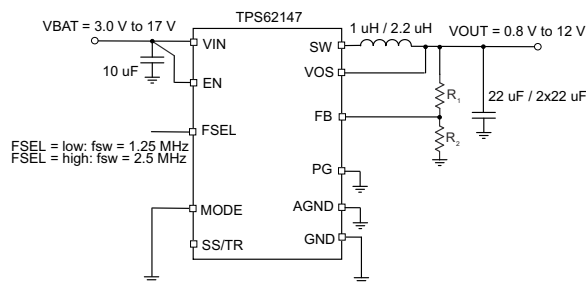 TPS62147
VBAT = 3.0 V to 17 V
VIN
10 uF
EN
FSEL
FSEL = low: fsw = 1.25 MHz
FSEL = high: fsw = 2.5 MHz
MODE
SS/TR
SW
VOS
FB
PG
AGND
GND
1 uH / 2.2 uH
VOUT = 0.8 V to 12 V
R1
R2
22 uF / 2x22 uF